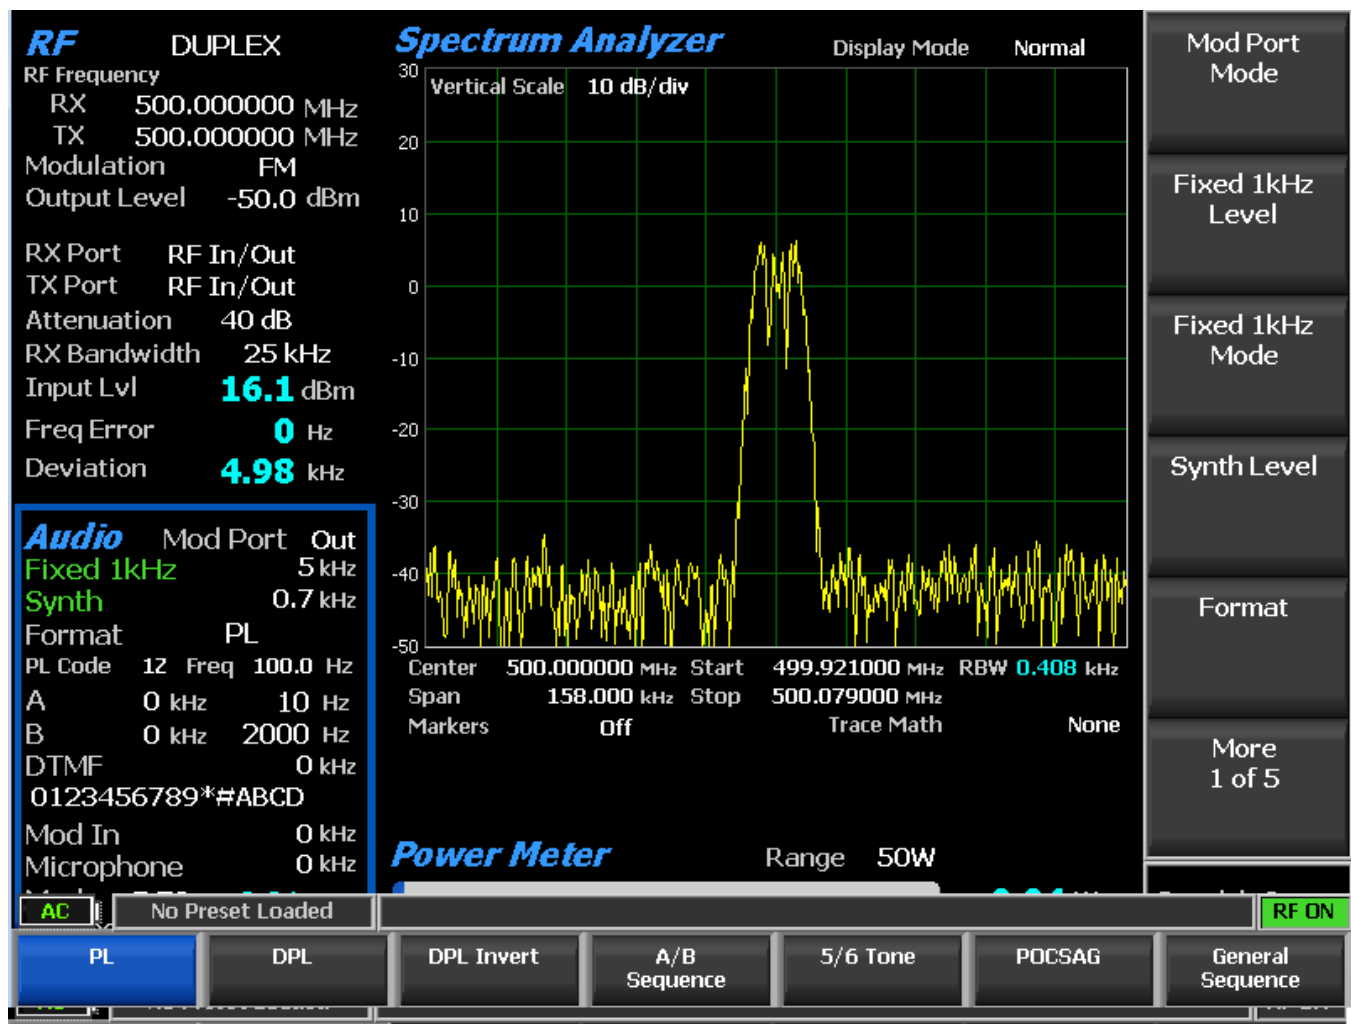 RF DUPLEX
RF Frequency
RX 500.000000 MHz
TX 500.000000 MHz
Modulation FM
Output Level -50.0 dBm
RX Port RF In/Out
TX Port RF In/Out
Attenuation 40 dB
RX Bandwidth 25 kHz
Input Lvl 16.1 dBm
Freq Error 0 Hz
Deviation 4.98 kHz
Audio Mod Port Out
Fixed 1kHz 5 kHz
Synth 0.7 kHz
Format PL
PL Code 1Z Freq 100.0 Hz
A 0 kHz 10 Hz
B 0 kHz 2000 Hz
DTMF 0 kHz
0123456789*#ABCD
Mod In 0 kHz
Microphone 0 kHz
Spectrum Analyzer Display Mode Normal
Vertical Scale 10 dB/div
30
20
10
0
-10
-20
-30
-40
-50
Center 500.000000 MHz Start 499.921000 MHz RBW 0.408 kHz
Span 158.000 kHz Stop 500.079000 MHz
Markers Off Trace Math None
Power Meter Range 50W
Mod Port
Mode
Fixed 1kHz
Level
Fixed 1kHz
Mode
Synth Level
Format
More
1 of 5
AC No Preset Loaded RF ON
PL
DPL
DPL Invert
A/B
Sequence
5/6 Tone
POCSAG
General
Sequence